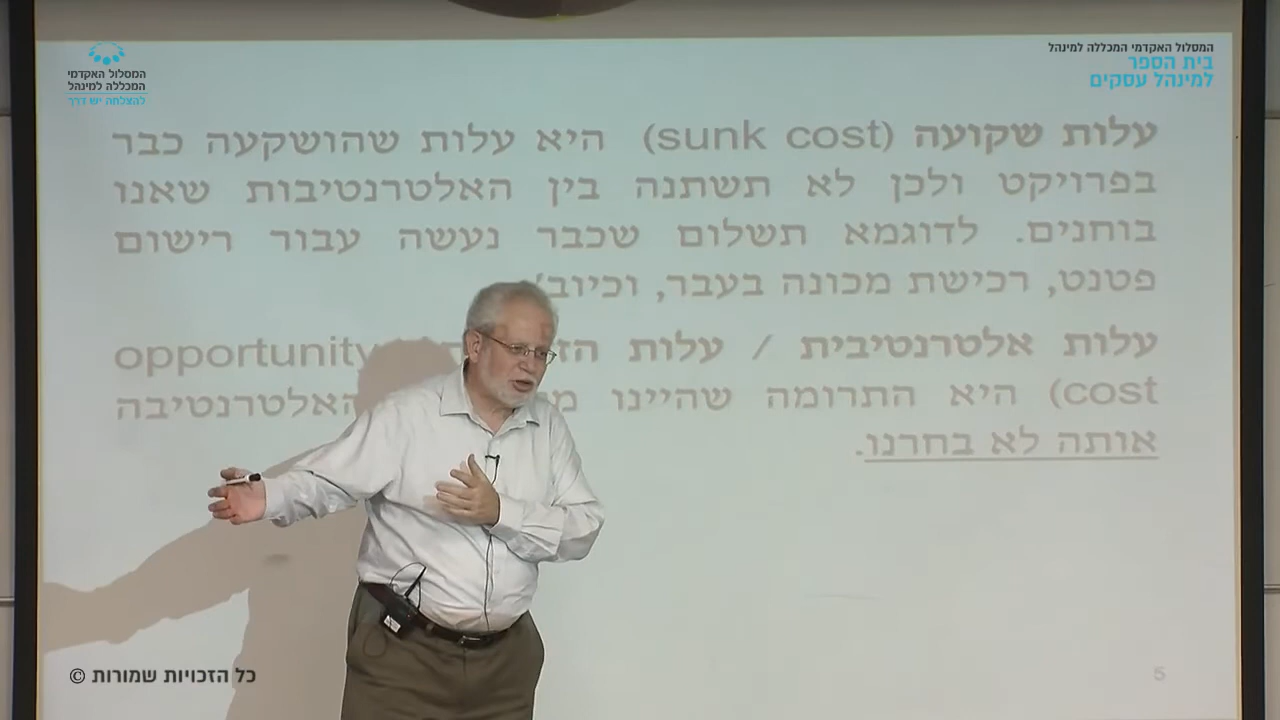 המסלול האקדמי המכללה למינהל
בית הספר
למינהל עסקים
המסלול האקדמי
המכללה למינהל
להצלחה יש דרך
עלות שקועה (sunk cost) היא עלות שהושקעה כבר
בפרויקט ולכן לא תשתנה בין האלטרנטיבות שאנו
בוחנים. לדוגמא תשלום שכבר נעשה עבור רישום
פטנט, רכישת מכונה בעבר, וכיוב'
עלות אלטרנטיבית / עלות opportunity
cost) היא התרומה שהיינו האלטרנטיבה
אותה לא בחרנו.
כל הזכויות שמורות ©
5